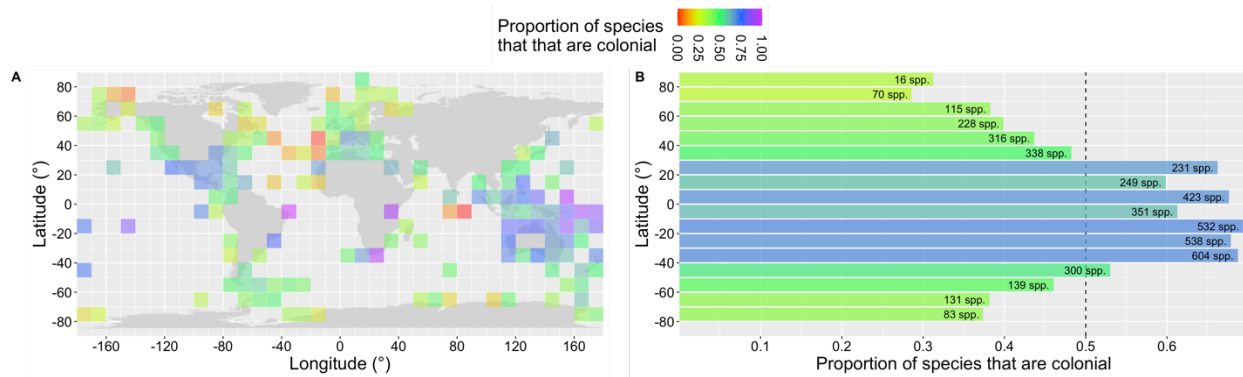 Proportion of species
that that are colonial
0.00
0.25
0.50
0.75
1.00
A
80
60
40
20
0
-20
-40
-60
-80
Latitude (°)
-160
-120
-80
-40
0
40
80
120
160
Longitude (°)
B
80
60
40
20
0
-20
-40
-60
-80
Latitude (°)
16 spp.
70 spp.
115 spp.
228 spp.
316 spp.
338 spp.
231 spp.
249 spp.
423 spp.
351 spp.
532 spp.
538 spp.
604 spp.
300 spp.
139 spp.
131 spp.
83 spp.
0.1
0.2
0.3
0.4
0.5
0.6
Proportion of species that are colonial